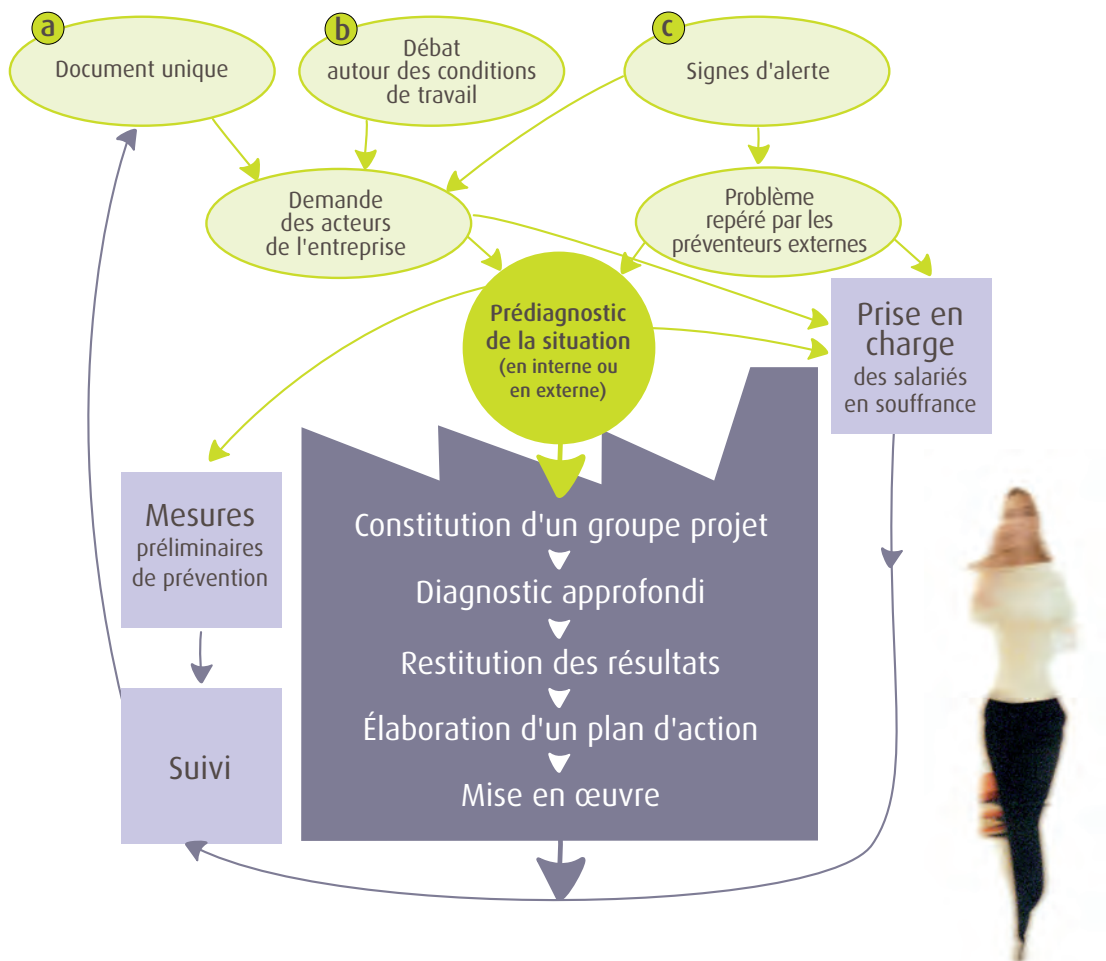 a
Document unique
b
Débat
autour des conditions
de travail
c
Signes d'alerte
Demande
des acteurs
de l'entreprise
Problème
repéré par les
préventeurs externes
Prédiagnostic
de la situation
(en interne ou
en externe)
Prise en
charge
des salariés
en souffrance
Mesures
préliminaires
de prévention
Suivi
Constitution d'un groupe projet
Diagnostic approfondi
Restitution des résultats
Élaboration d'un plan d'action
Mise en œuvre